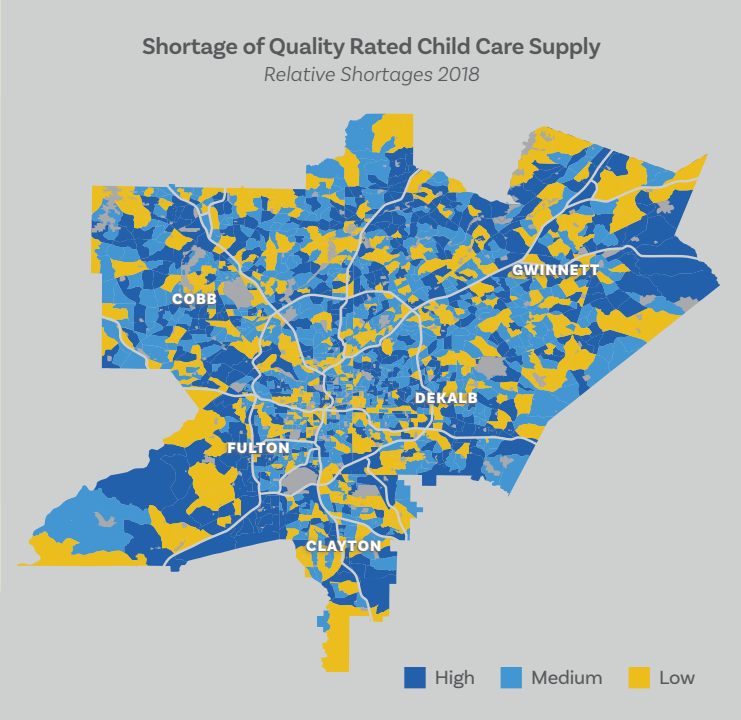 Shortage of Quality Rated Child Care Supply
Relative Shortages 2018
GWINNETT
COBB
DEKALB
FULTON
CLAYTON
High
Medium
Low